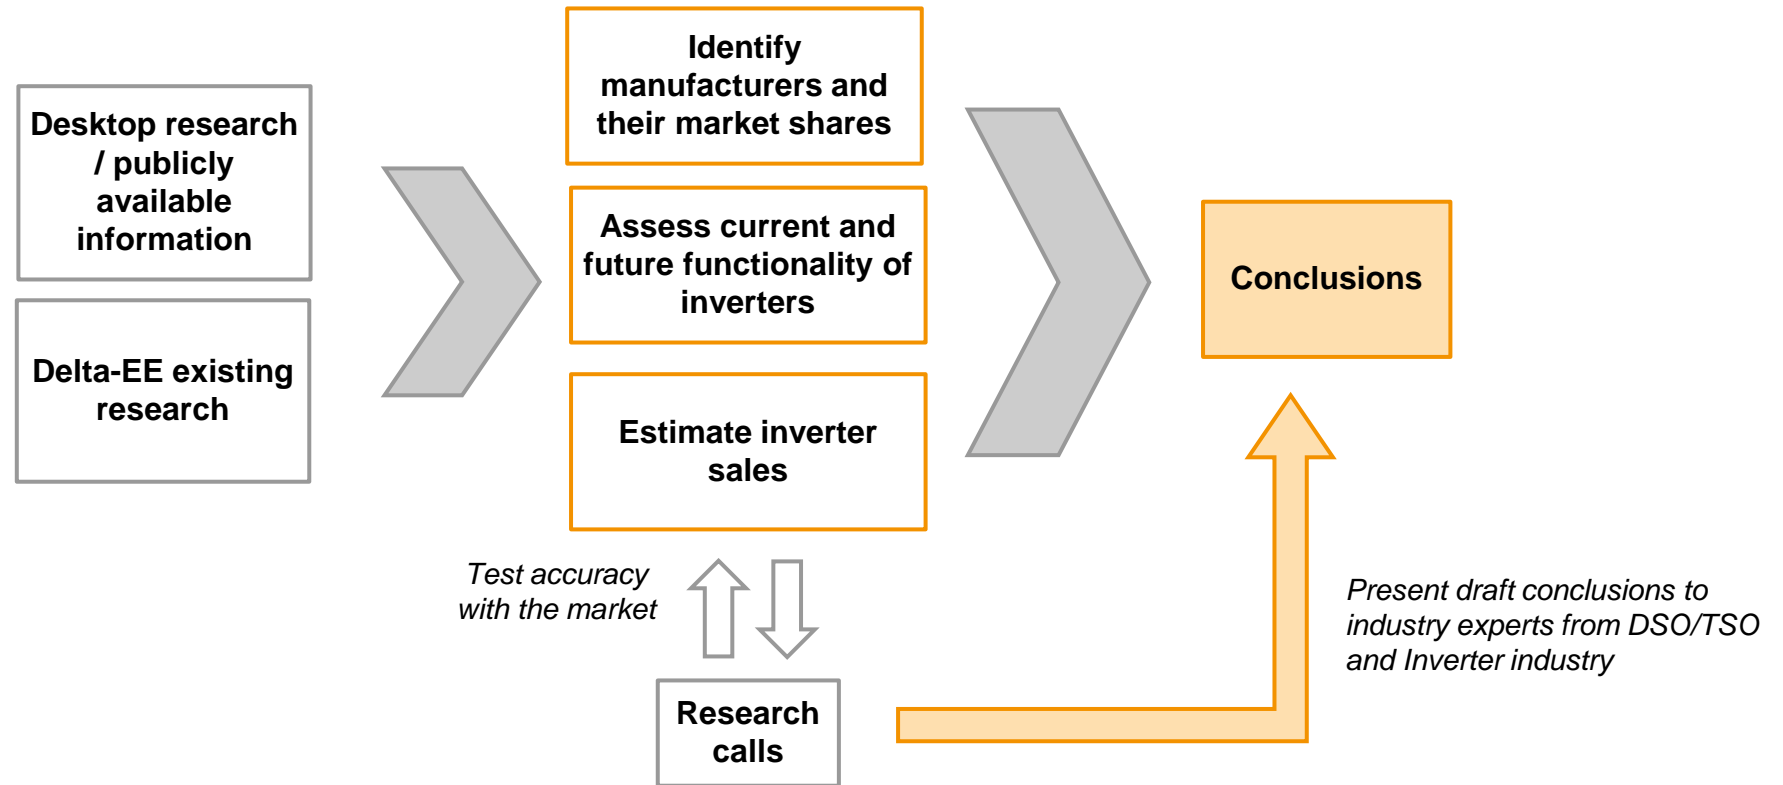 Desktop research
/ publicly
available
information
Delta-EE existing
research
Identify
manufacturers and
their market shares
Assess current and
future functionality of
inverters
Estimate inverter
sales
Test accuracy
with the market
Research
calls
Conclusions
Present draft conclusions to
industry experts from DSO/TSO
and Inverter industry